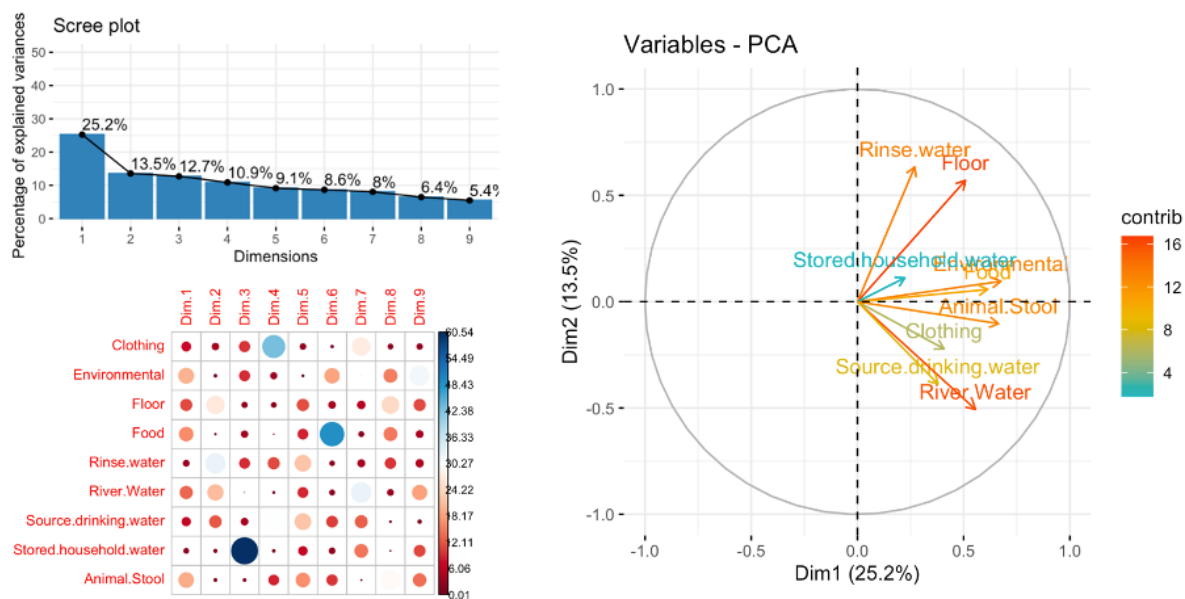 Scree plot
Percentage of explained variances
50
40
30
20
10
0
25.2%
13.5%
12.7%
10.9%
9.1%
8.6%
8%
6.4%
5.4%
1 2 3 4 5 6 7 8 9
Dimensions
Dim.1 Dim.2 Dim.3 Dim.4 Dim.5 Dim.6 Dim.7 Dim.8 Dim.9
Clothing
Environmental
Floor
Food
Rinse.water
River.Water
Source.drinking.water
Stored.household.water
Animal.Stool
60.54
54.49
48.43
42.38
36.33
30.27
24.22
18.17
12.11
6.06
0.01
Variables - PCA
Dim2 (13.5%)
1.0
0.5
0.0
-0.5
-1.0
Rinse.water
Floor
Stored.household.water
Environmental
Food
Animal.Stool
Clothing
Source.drinking.water
River.Water
-1.0 -0.5 0.0 0.5 1.0
Dim1 (25.2%)
contrib
16
12
8
4